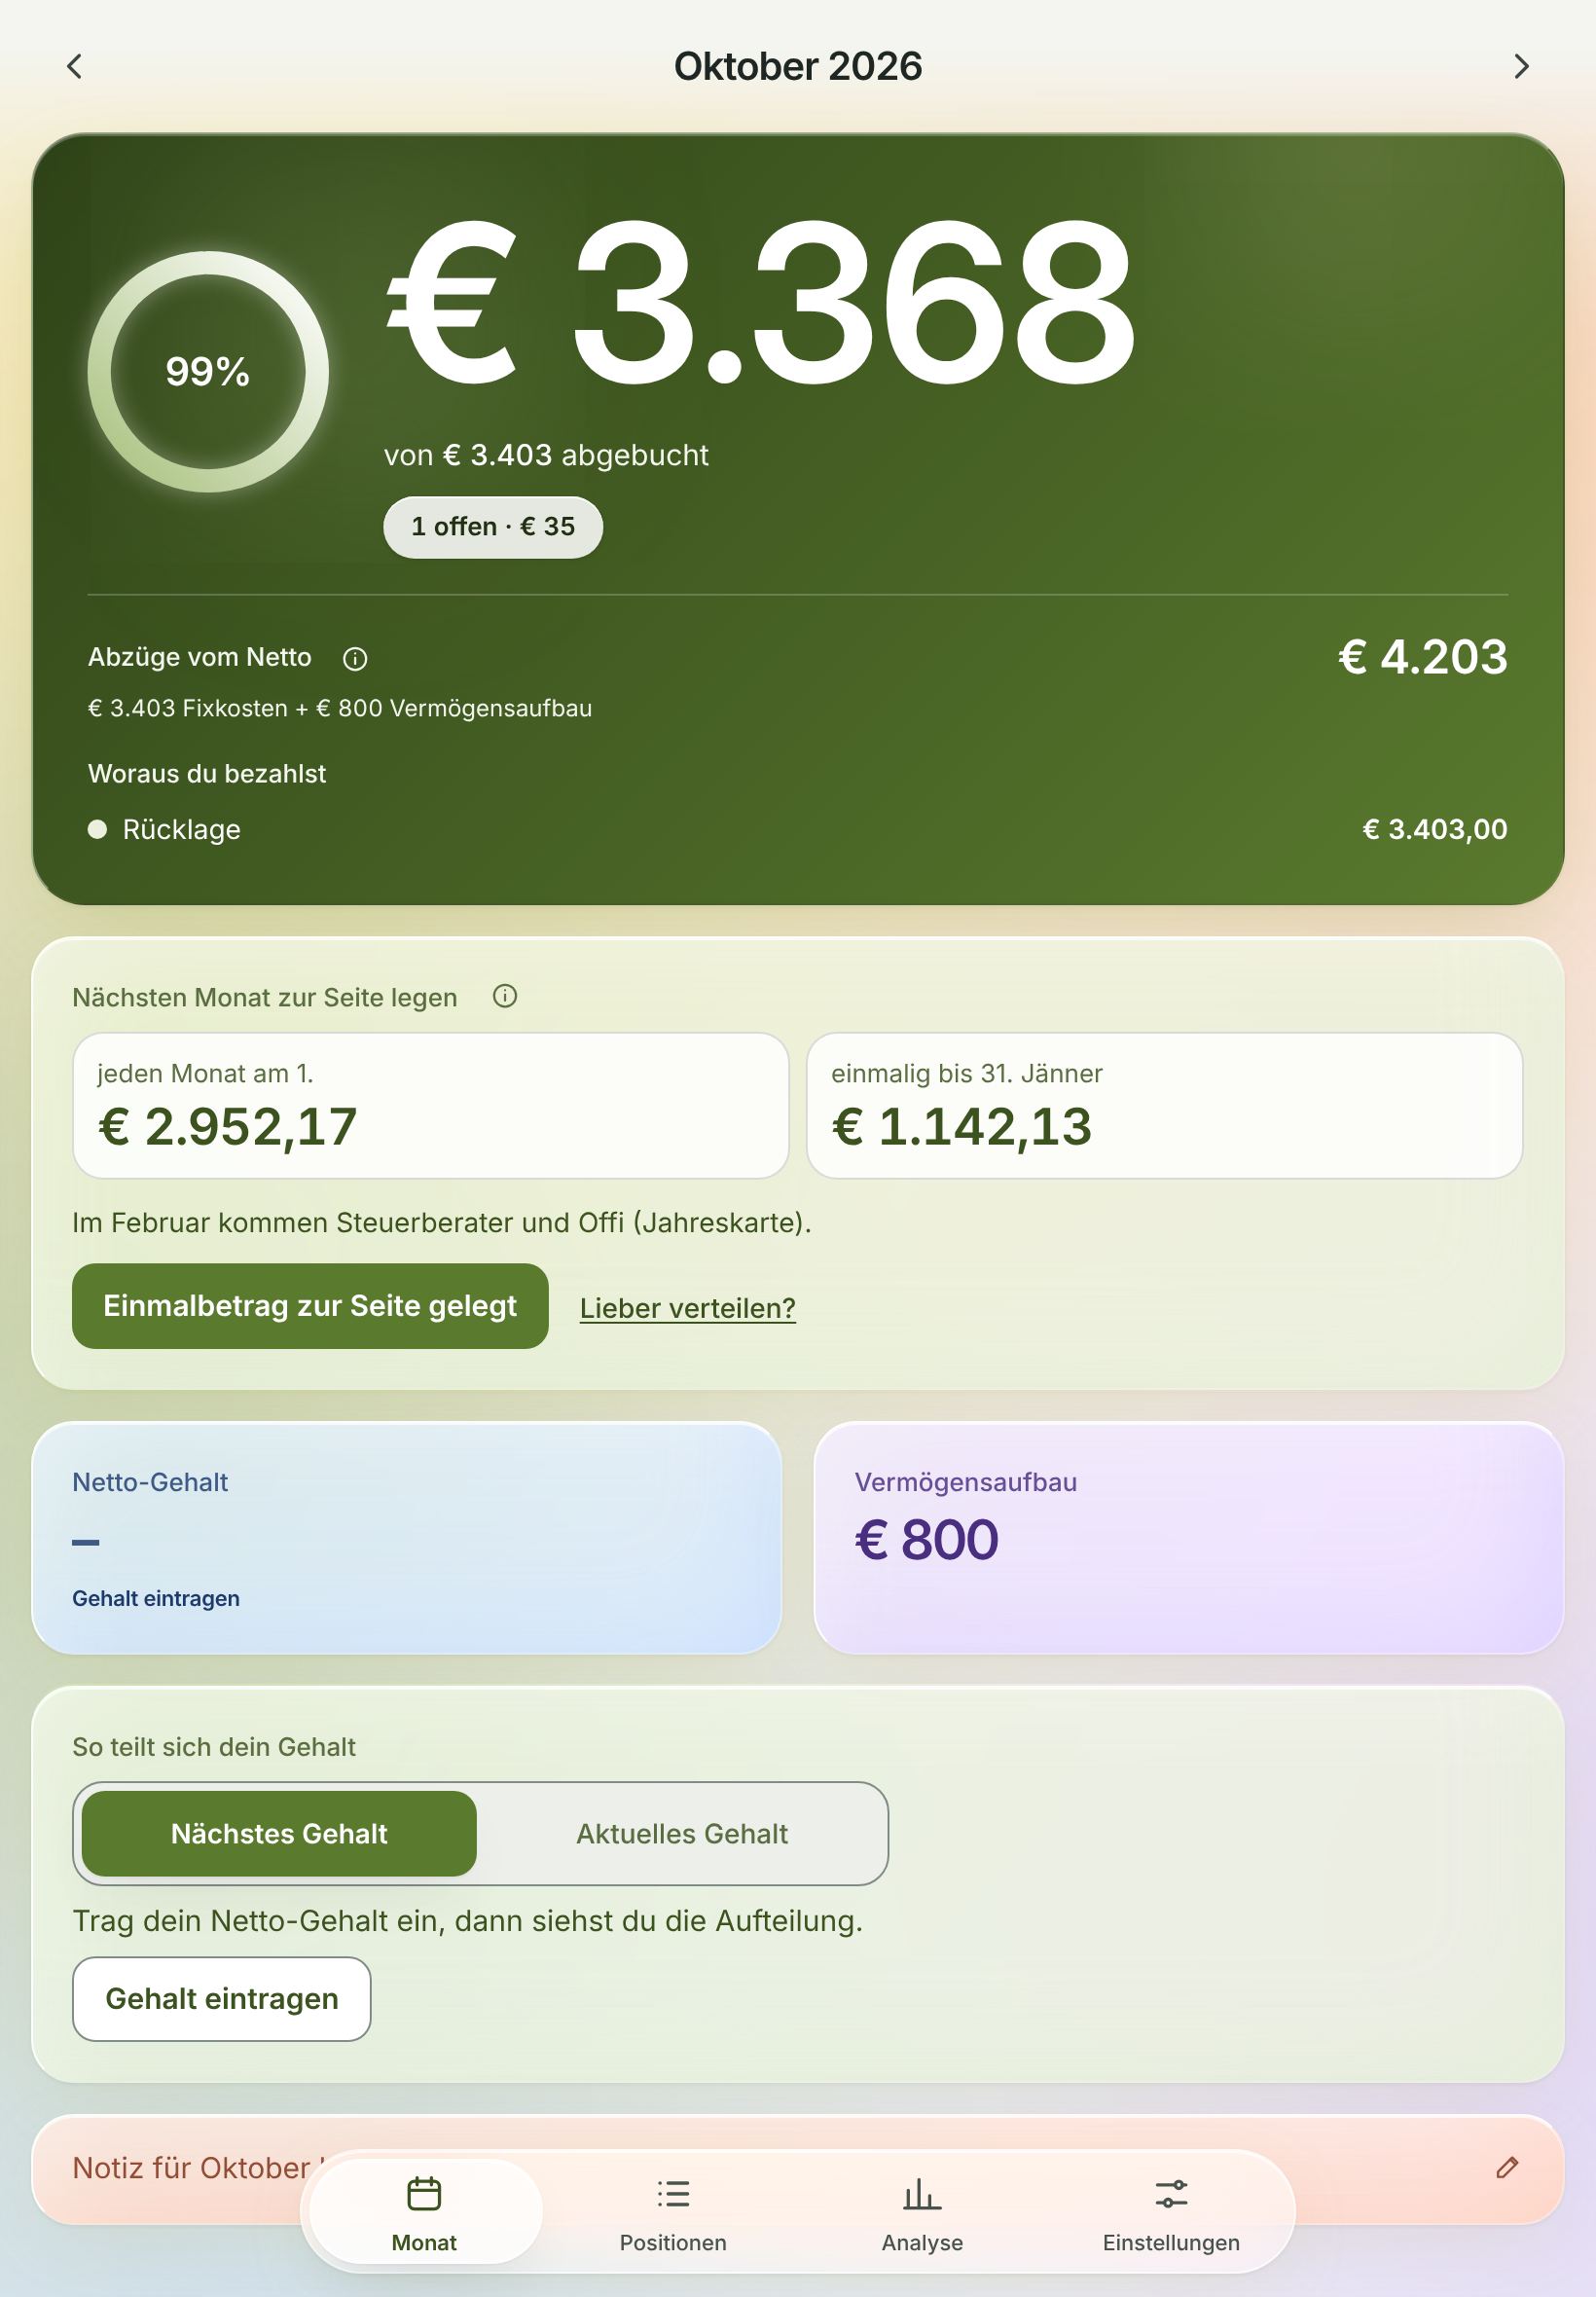 Oktober 2026
99%
€ 3.368
von € 3.403 abgebucht
1 offen · € 35
Abzüge vom Netto
€ 4.203
€ 3.403 Fixkosten + € 800 Vermögensaufbau
Woraus du bezahlst
Rücklage
€ 3.403,00
Nächsten Monat zur Seite legen
jeden Monat am 1.
€ 2.952,17
einmalig bis 31. Jänner
€ 1.142,13
Im Februar kommen Steuerberater und Offi (Jahreskarte).
Einmalbetrag zur Seite gelegt
Lieber verteilen?
Netto-Gehalt
–
Gehalt eintragen
Vermögensaufbau
€ 800
So teilt sich dein Gehalt
Nächstes Gehalt
Aktuelles Gehalt
Trag dein Netto-Gehalt ein, dann siehst du die Aufteilung.
Gehalt eintragen
Notiz für Oktober
Monat
Positionen
Analyse
Einstellungen